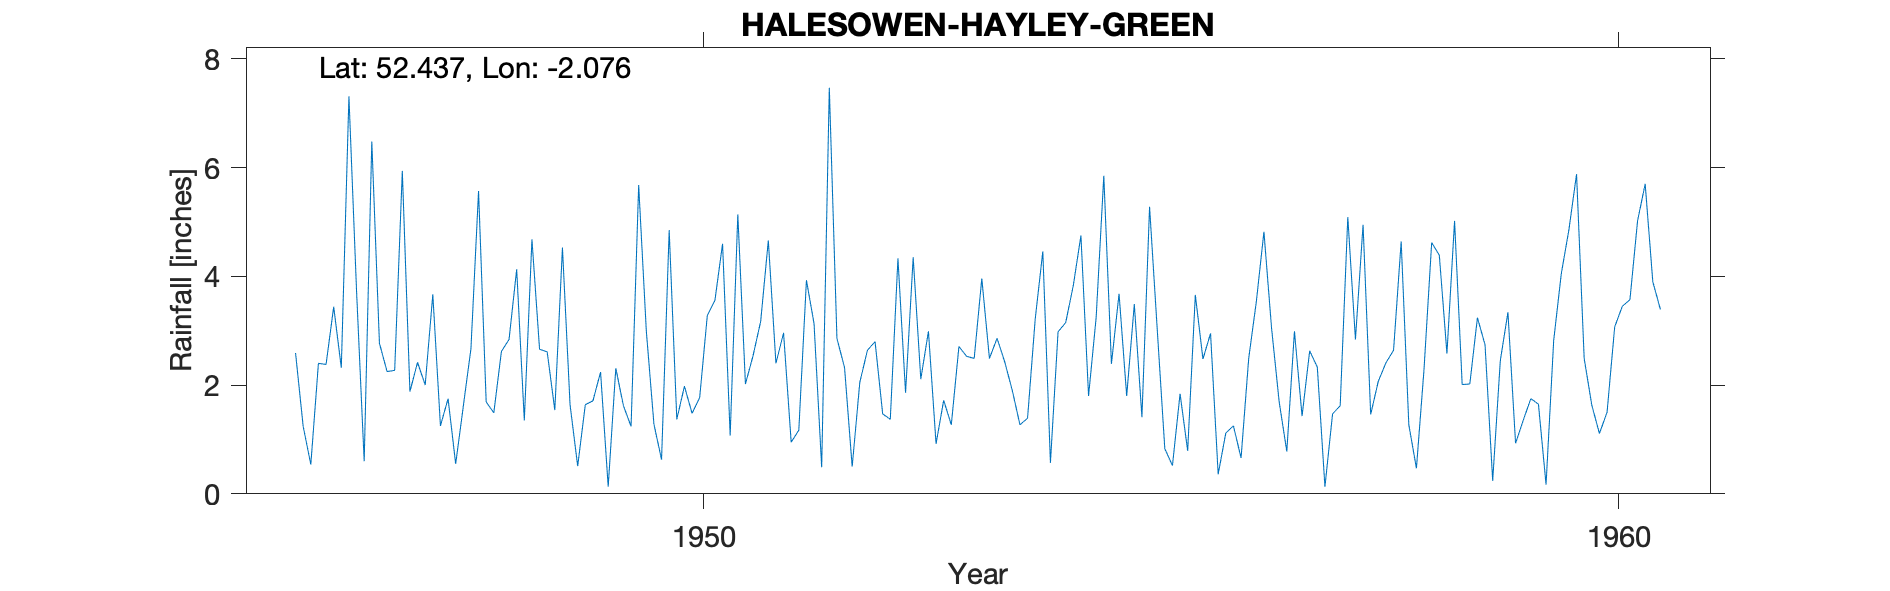 HALESOWEN-HAYLEY-GREEN
Lat: 52.437, Lon: -2.076
8
6
4
2
0
Rainfall [inches]
1950 1960
Year